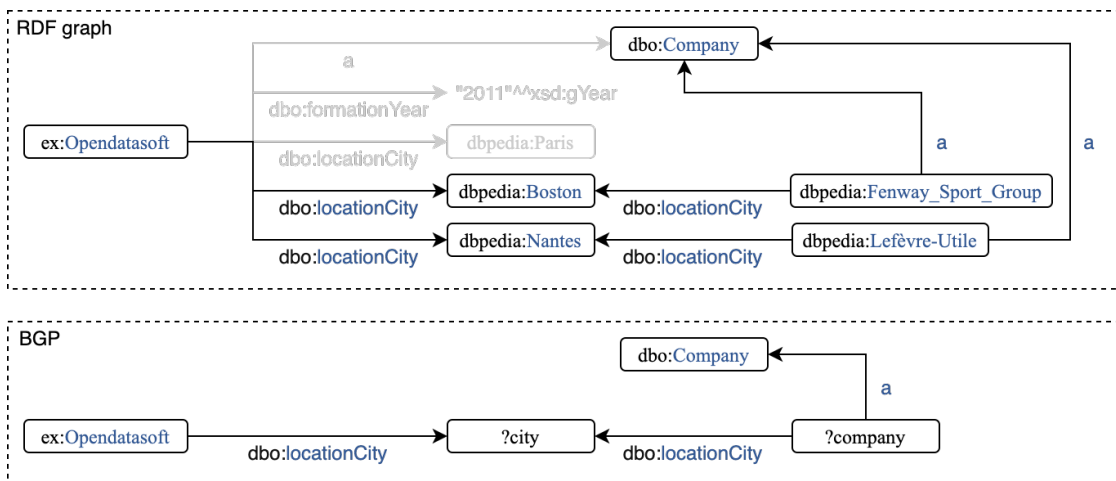 RDF graph
dbo:Company
a
"2011"^^xsd:gYear
dbo:formationYear
ex:Opendatasoft
dbpedia:Paris
a
a
dbo:locationCity
dbpedia:Boston
dbpedia:Fenway_Sport_Group
dbo:locationCity
dbo:locationCity
dbpedia:Nantes
dbpedia:Lefèvre-Utile
dbo:locationCity
dbo:locationCity
BGP
dbo:Company
a
ex:Opendatasoft
?city
?company
dbo:locationCity
dbo:locationCity